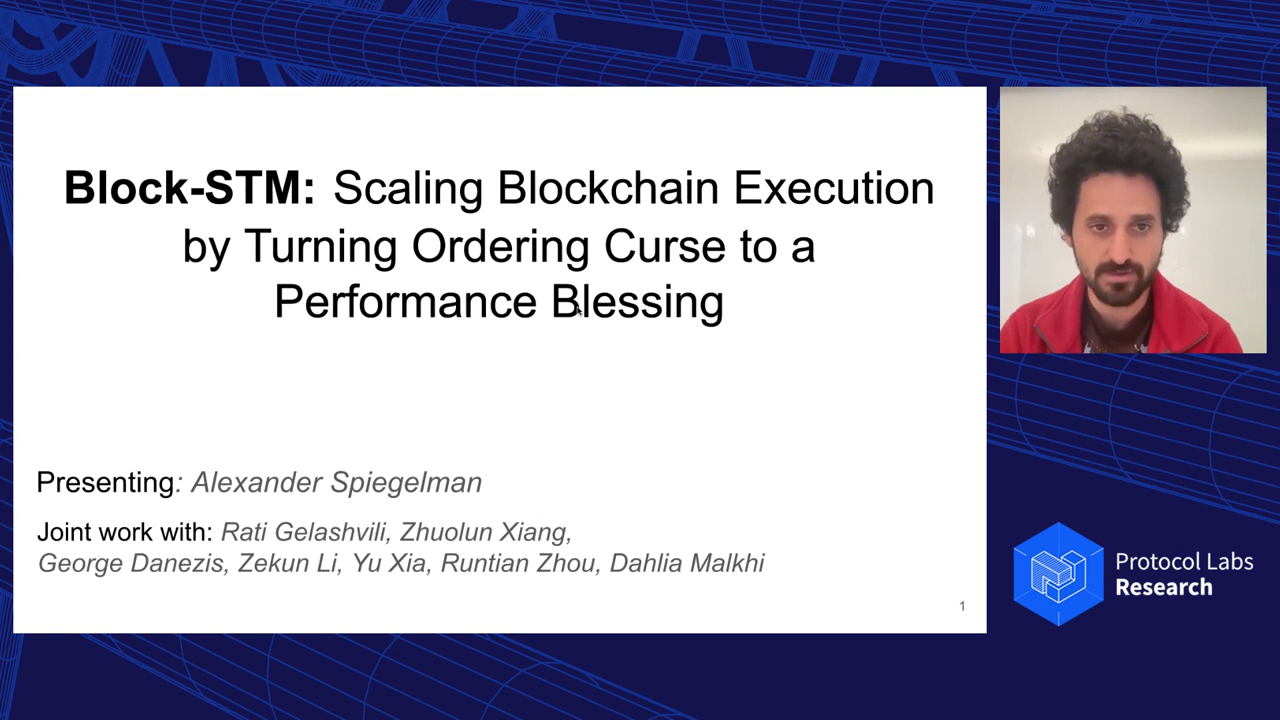 Block-STM: Scaling Blockchain Execution
by Turning Ordering Curse to a
Performance Blessing
Presenting: Alexander Spiegelman
Joint work with: Rati Gelashvili, Zhuolun Xiang,
George Danezis, Zekun Li, Yu Xia, Runtian Zhou, Dahlia Malkhi
1
Protocol Labs
Research